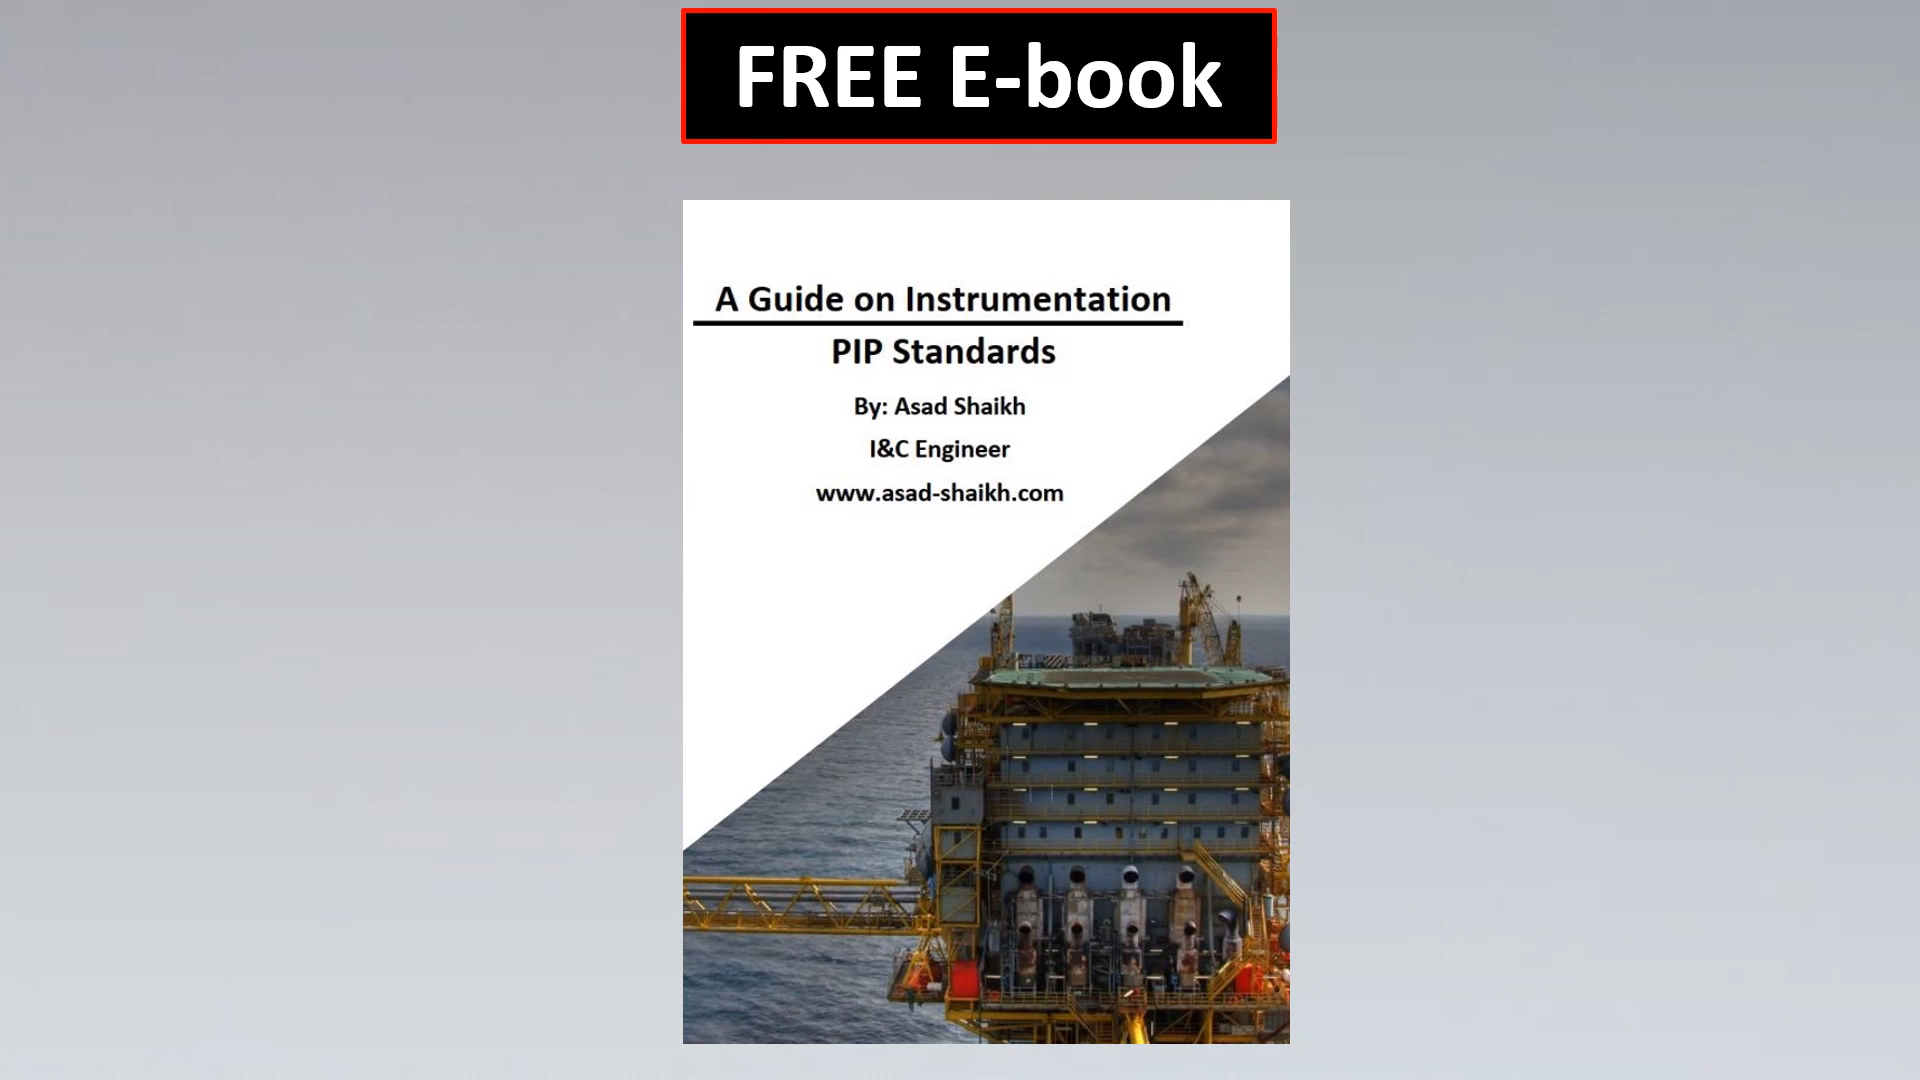 FREE E-book
A Guide on Instrumentation
PIP Standards
By: Asad Shaikh
I&C Engineer
www.asad-shaikh.com